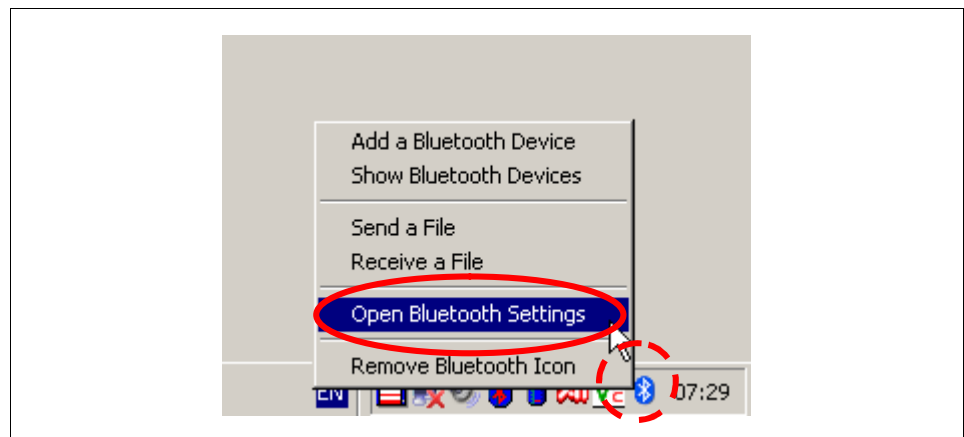 Add a Bluetooth Device
Show Bluetooth Devices
Send a File
Receive a File
Open Bluetooth Settings
Remove Bluetooth Icon
EN
07:29